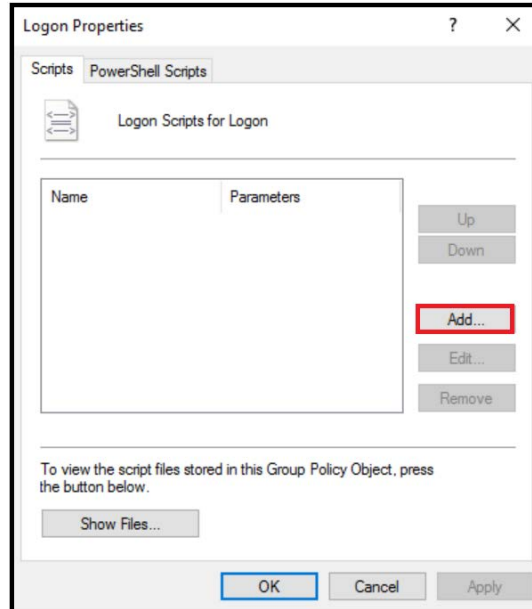 Logon Properties ? ×
Scripts PowerShell Scripts
Logon Scripts for Logon
Name Parameters
Up
Down
Add...
Edit...
Remove
To view the script files stored in this Group Policy Object, press
the button below.
Show Files...
OK Cancel Apply